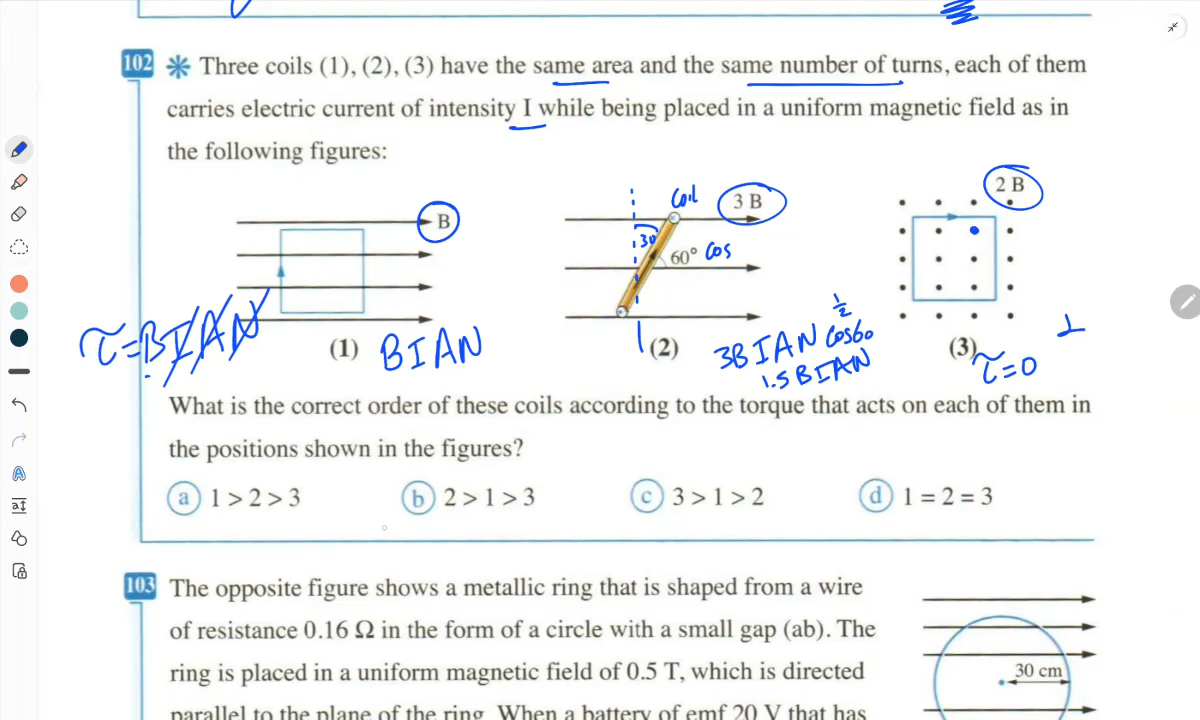 102 * Three coils (1), (2), (3) have the same area and the same number of turns, each of them
carries electric current of intensity I while being placed in a uniform magnetic field as in
the following figures:
B
coil
3 B
30
60° cos
2 B
τ = BIAN
(1) BIAN
(2)
3B IAN cos60
1/2
1.5 BIAN
(3)
⊥
τ = 0
What is the correct order of these coils according to the torque that acts on each of them in
the positions shown in the figures?
a 1 > 2 > 3 b 2 > 1 > 3 c 3 > 1 > 2 d 1 = 2 = 3
103 The opposite figure shows a metallic ring that is shaped from a wire
of resistance 0.16 Ω in the form of a circle with a small gap (ab). The
ring is placed in a uniform magnetic field of 0.5 T, which is directed
30 cm
parallel to the plane of the ring. When a battery of emf 20 V that has